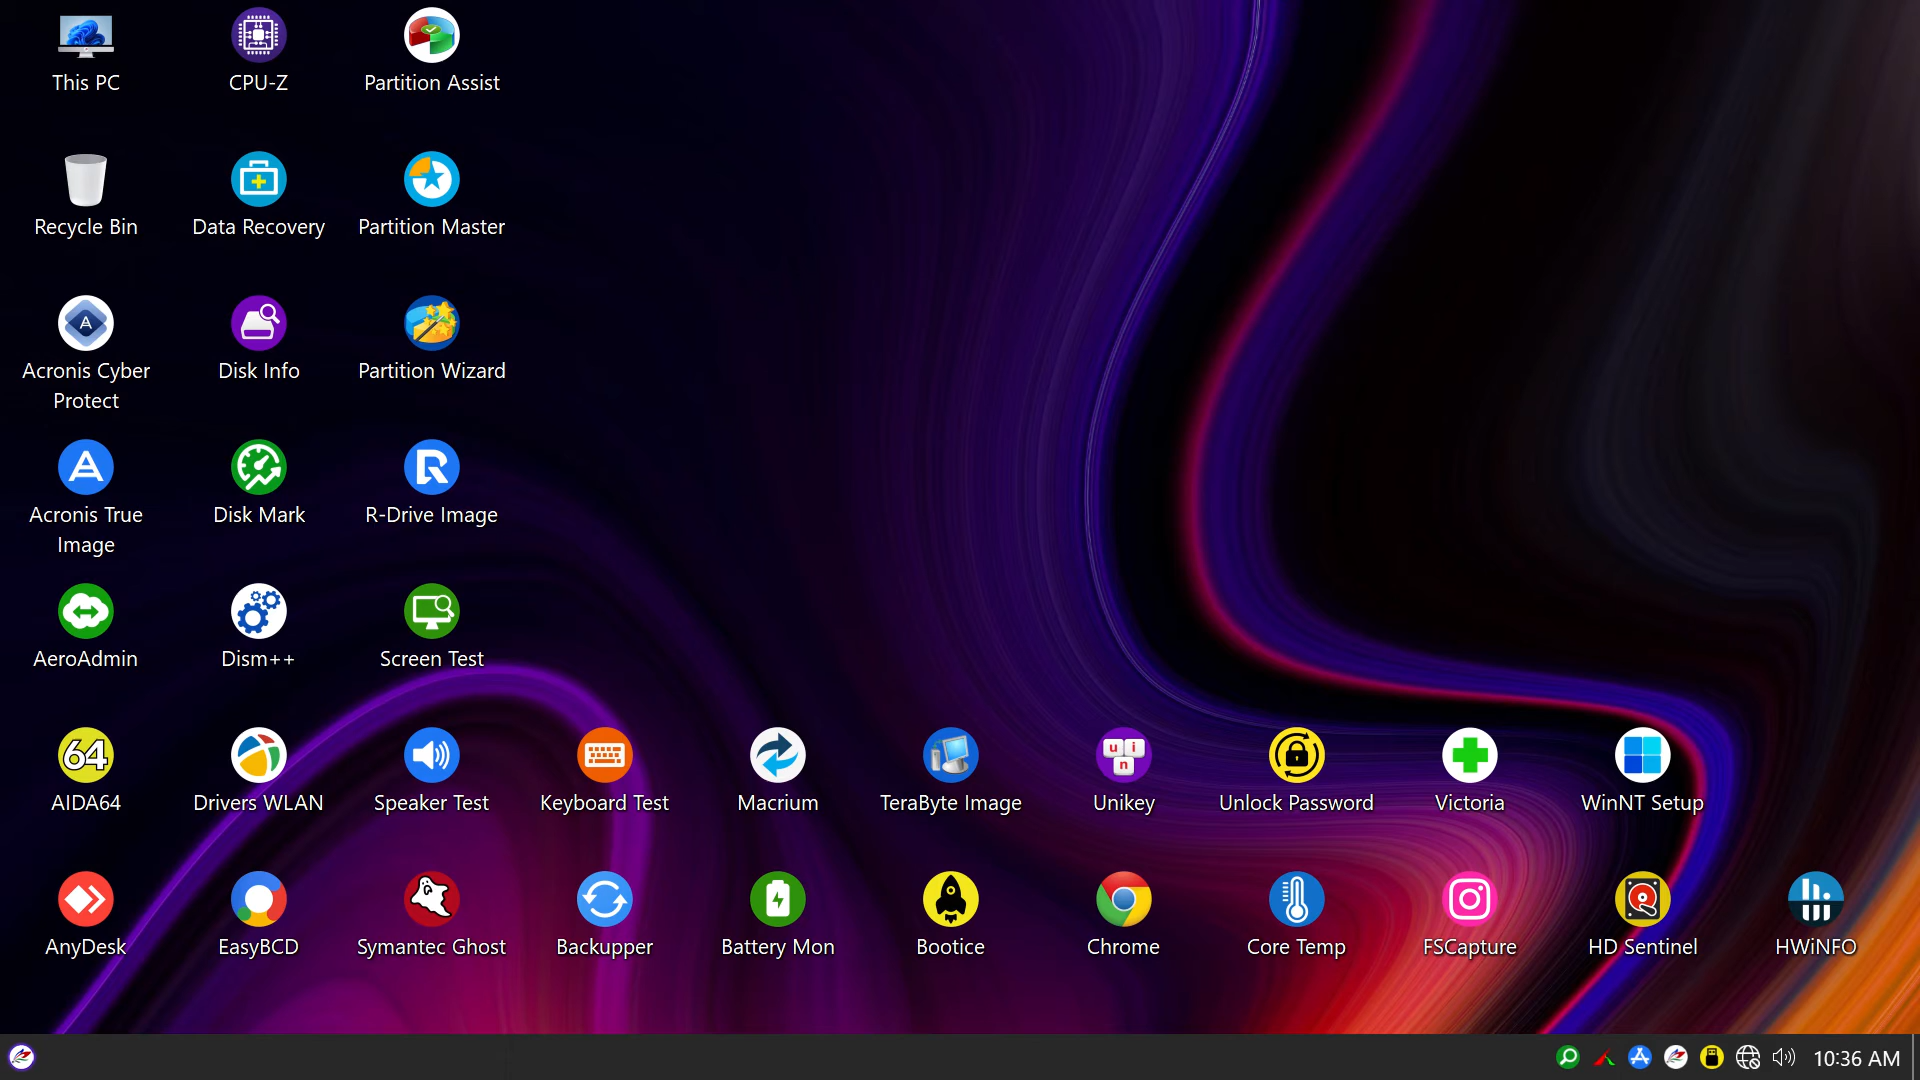 This PC
CPU-Z
Partition Assist
Recycle Bin
Data Recovery
Partition Master
Acronis Cyber
Protect
Disk Info
Partition Wizard
Acronis True
Image
Disk Mark
R-Drive Image
AeroAdmin
Dism++
Screen Test
64
u i
n
AIDA64
Drivers WLAN
Speaker Test
Keyboard Test
Macrium
TeraByte Image
Unikey
Unlock Password
Victoria
WinNT Setup
AnyDesk
EasyBCD
Symantec Ghost
Backupper
Battery Mon
Bootice
Chrome
Core Temp
FSCapture
HD Sentinel
HWiNFO
10:36 AM